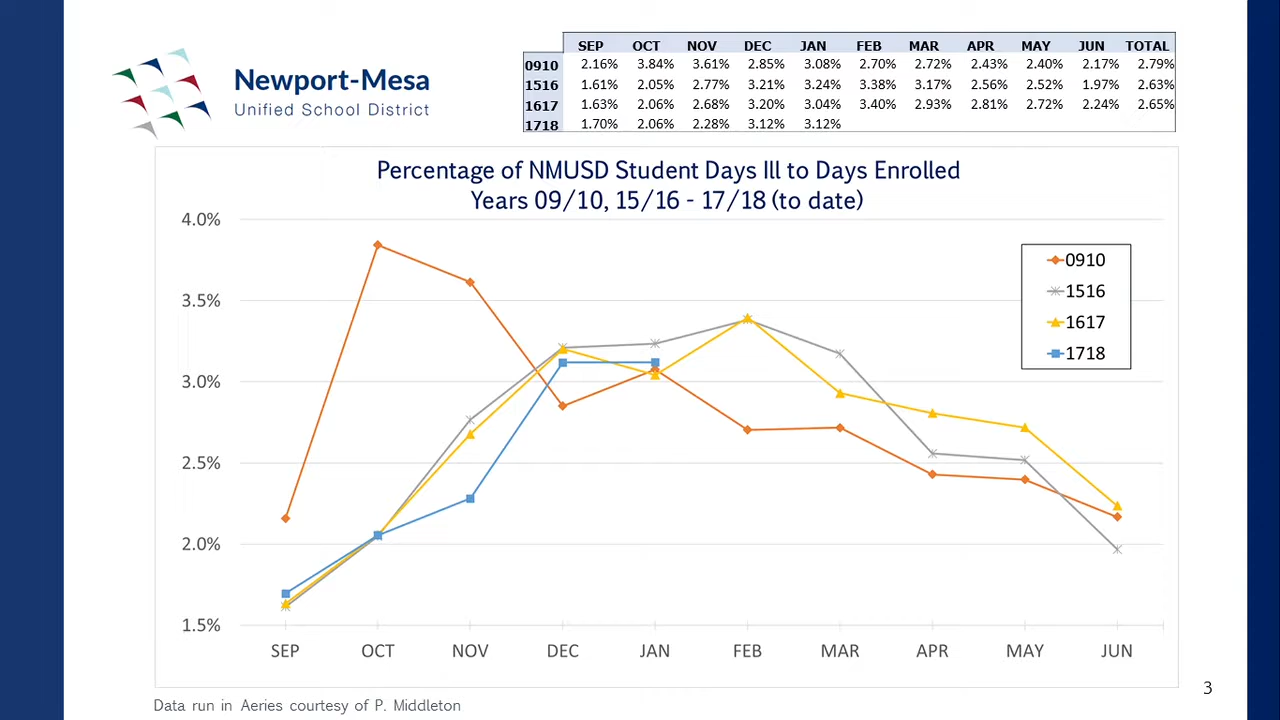 Newport-Mesa
Unified School District
SEP OCT NOV DEC JAN FEB MAR APR MAY JUN TOTAL
0910 2.16% 3.84% 3.61% 2.85% 3.08% 2.70% 2.72% 2.43% 2.40% 2.17% 2.79%
1516 1.61% 2.05% 2.77% 3.21% 3.24% 3.38% 3.17% 2.56% 2.52% 1.97% 2.63%
1617 1.63% 2.06% 2.68% 3.20% 3.04% 3.40% 2.93% 2.81% 2.72% 2.24% 2.65%
1718 1.70% 2.06% 2.28% 3.12% 3.12%
Percentage of NMUSD Student Days Ill to Days Enrolled
Years 09/10, 15/16 - 17/18 (to date)
4.0%
3.5%
3.0%
2.5%
2.0%
1.5%
0910
1516
1617
1718
SEP OCT NOV DEC JAN FEB MAR APR MAY JUN
Data run in Aeries courtesy of P. Middleton
3